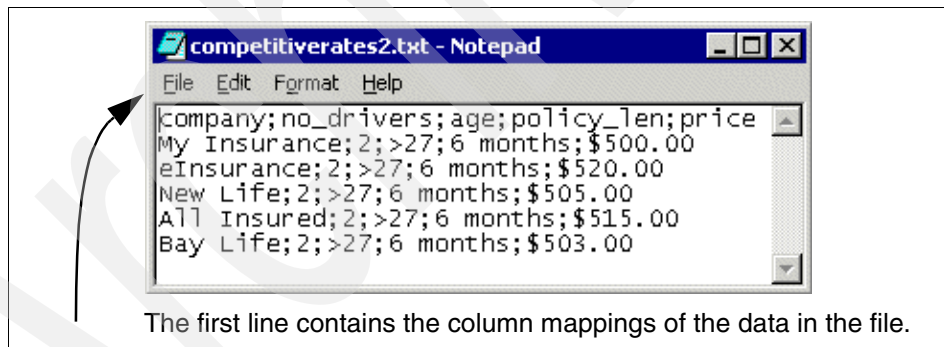 competitiverates2.txt - Notepad
File Edit Format Help
company;no_drivers;age;policy_len;price
My Insurance;2;>27;6 months;$500.00
eInsurance;2;>27;6 months;$520.00
New Life;2;>27;6 months;$505.00
All Insured;2;>27;6 months;$515.00
Bay Life;2;>27;6 months;$503.00
The first line contains the column mappings of the data in the file.